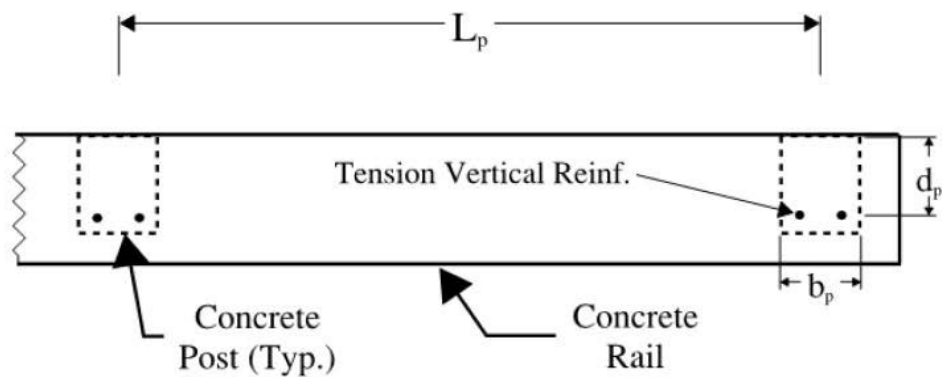 Lp
Tension Vertical Reinf.
dp
bp
Concrete
Post (Typ.)
Concrete
Rail